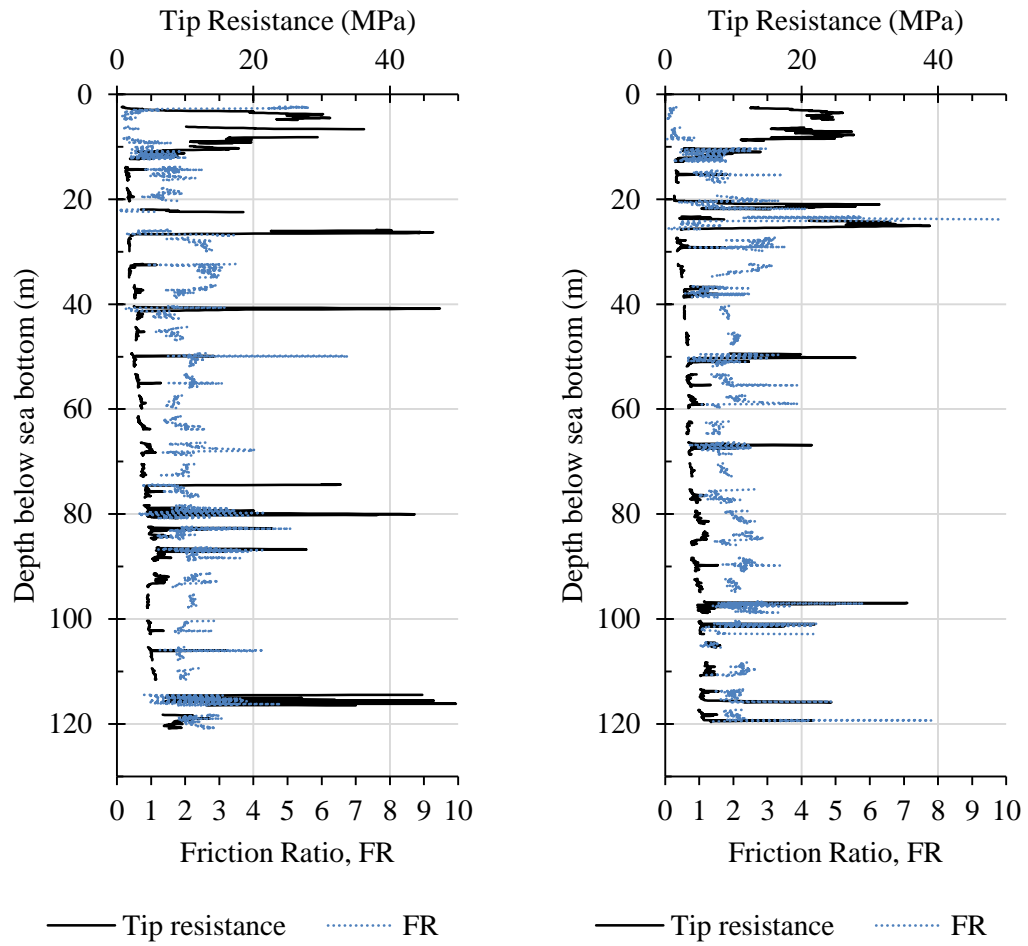 Tip Resistance (MPa)
0 20 40
Depth below sea bottom (m)
0
20
40
60
80
100
120
0 1 2 3 4 5 6 7 8 9 10
Friction Ratio, FR
Tip resistance FR
Tip Resistance (MPa)
0 20 40
Depth below sea bottom (m)
0
20
40
60
80
100
120
0 1 2 3 4 5 6 7 8 9 10
Friction Ratio, FR
Tip resistance FR